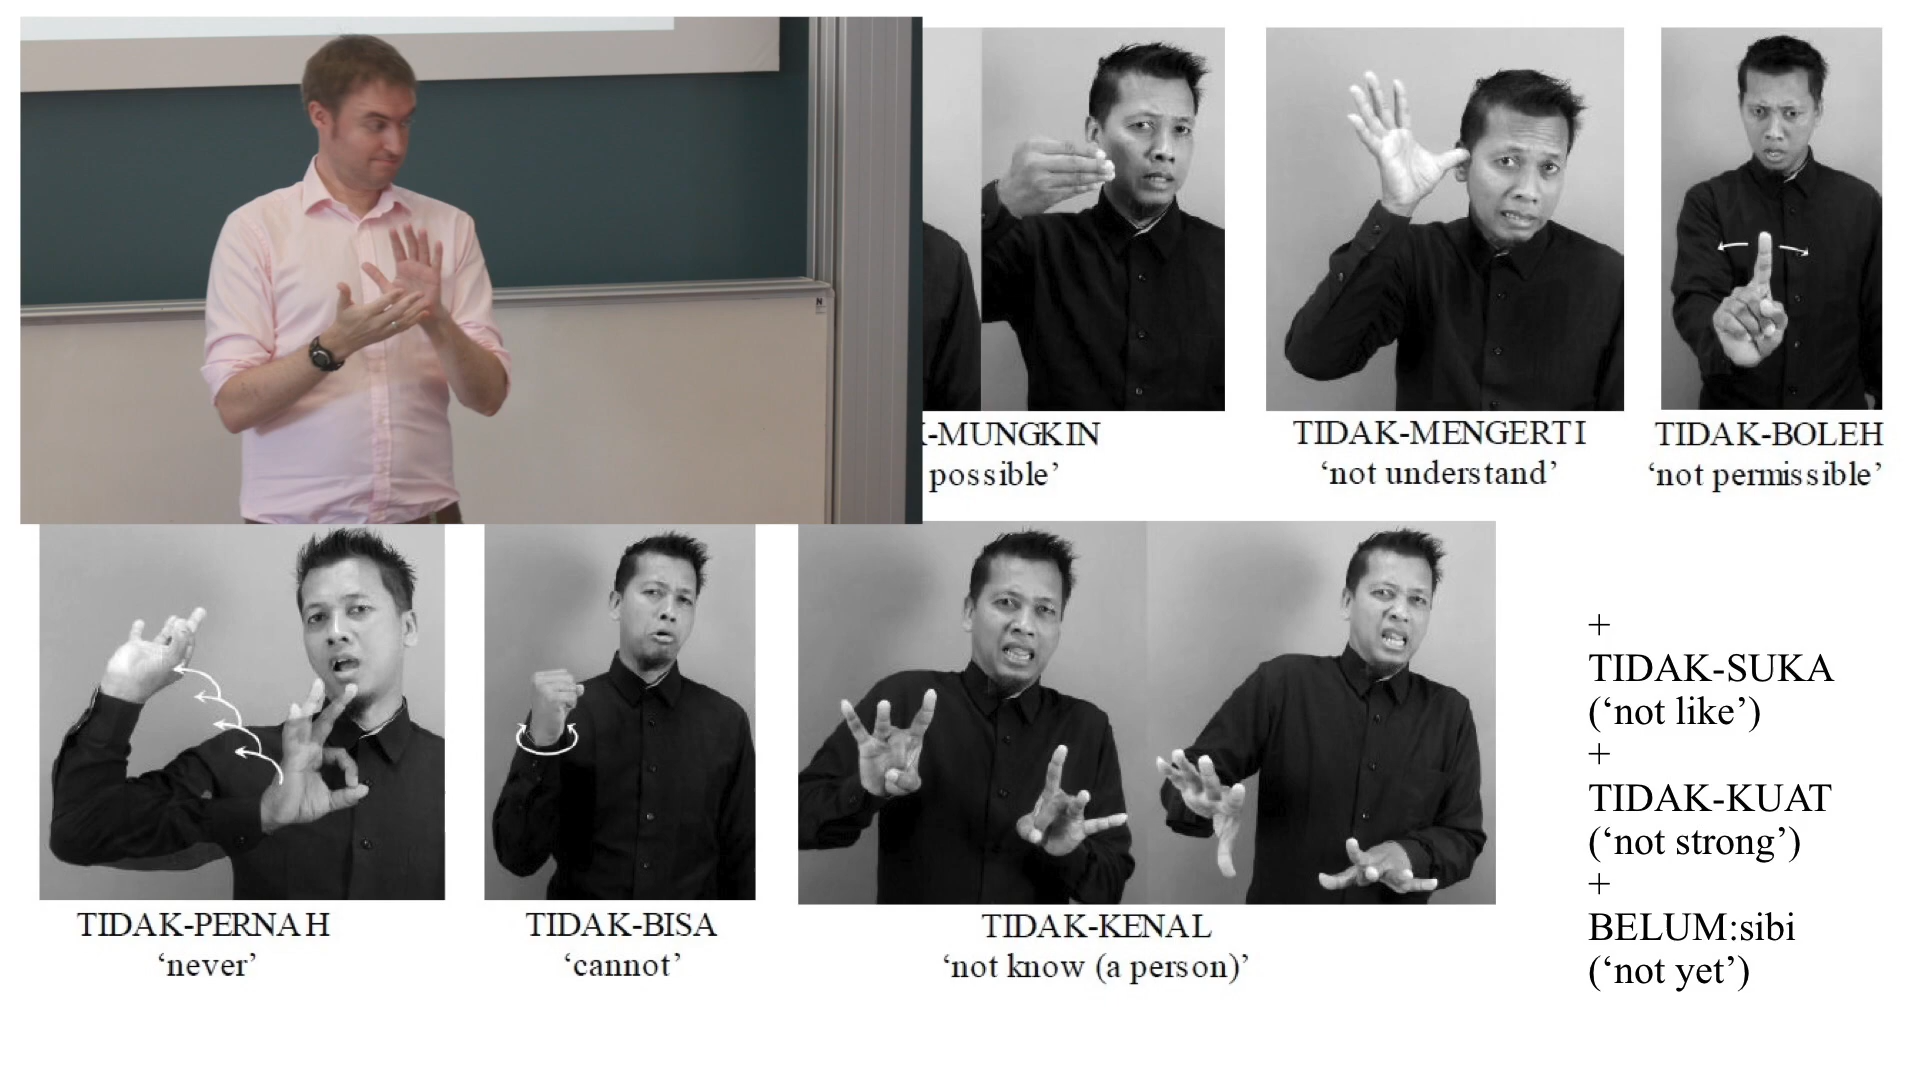 -MUNGKIN
possible’
TIDAK-MENGERTI
‘not understand’
TIDAK-BOLEH
‘not permissible’
TIDAK-PERNAH
‘never’
TIDAK-BISA
‘cannot’
TIDAK-KENAL
‘not know (a person)’
+
TIDAK-SUKA
(‘not like’)
+
TIDAK-KUAT
(‘not strong’)
+
BELUM:sibi
(‘not yet’)